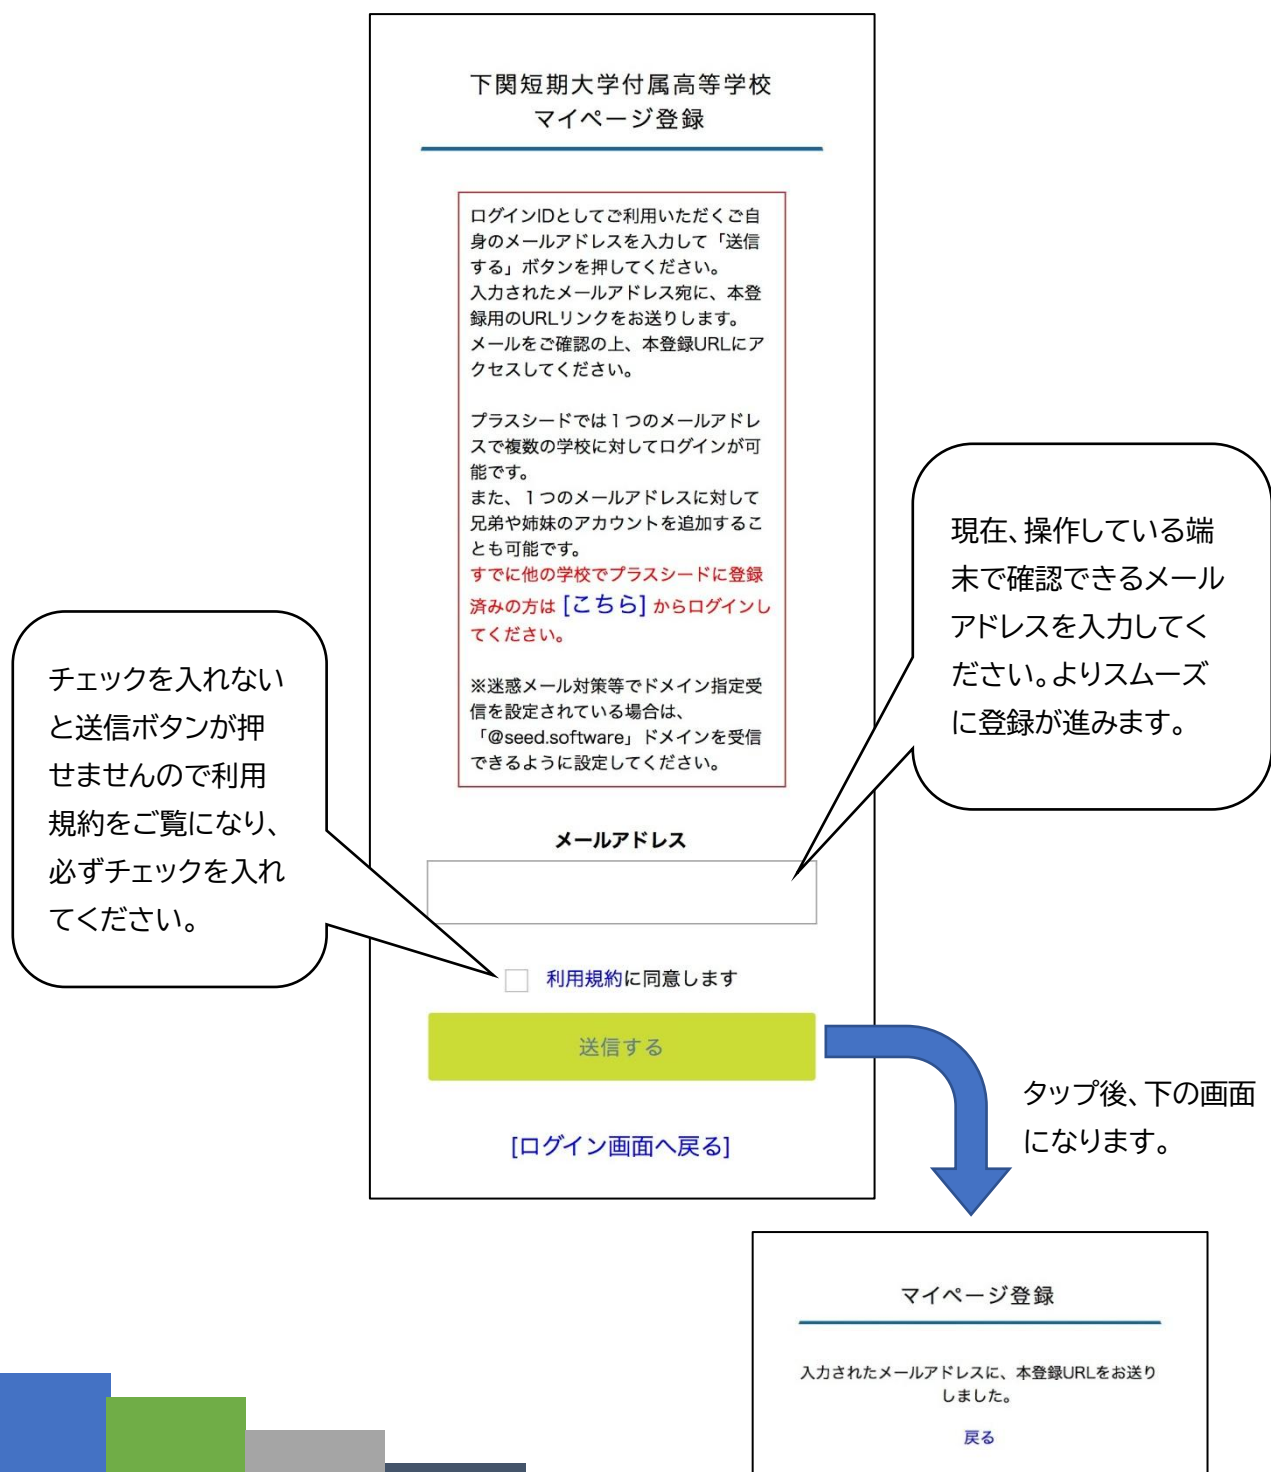 下関短期大学付属高等学校
マイページ登録
ログインIDとしてご利用いただくご自
身のメールアドレスを入力して「送信
する」ボタンを押してください。
入力されたメールアドレス宛に、本登
録用のURLリンクをお送りします。
メールをご確認の上、本登録URLにア
クセスしてください。
プラスシードでは１つのメールアドレ
スで複数の学校に対してログインが可
能です。
また、１つのメールアドレスに対して
兄弟や姉妹のアカウントを追加するこ
とも可能です。
すでに他の学校でプラスシードに登録
済みの方は [こちら] からログインし
てください。
※迷惑メール対策等でドメイン指定受
信を設定されている場合は、
「@seed.software」ドメインを受信
できるように設定してください。
現在、操作している端
末で確認できるメール
アドレスを入力してく
ださい。よりスムーズ
に登録が進みます。
チェックを入れない
と送信ボタンが押
せませんので利用
規約をご覧になり、
必ずチェックを入れ
てください。
メールアドレス
利用規約に同意します
送信する
[ログイン画面へ戻る]
タップ後、下の画面
になります。
マイページ登録
入力されたメールアドレスに、本登録URLをお送り
しました。
戻る